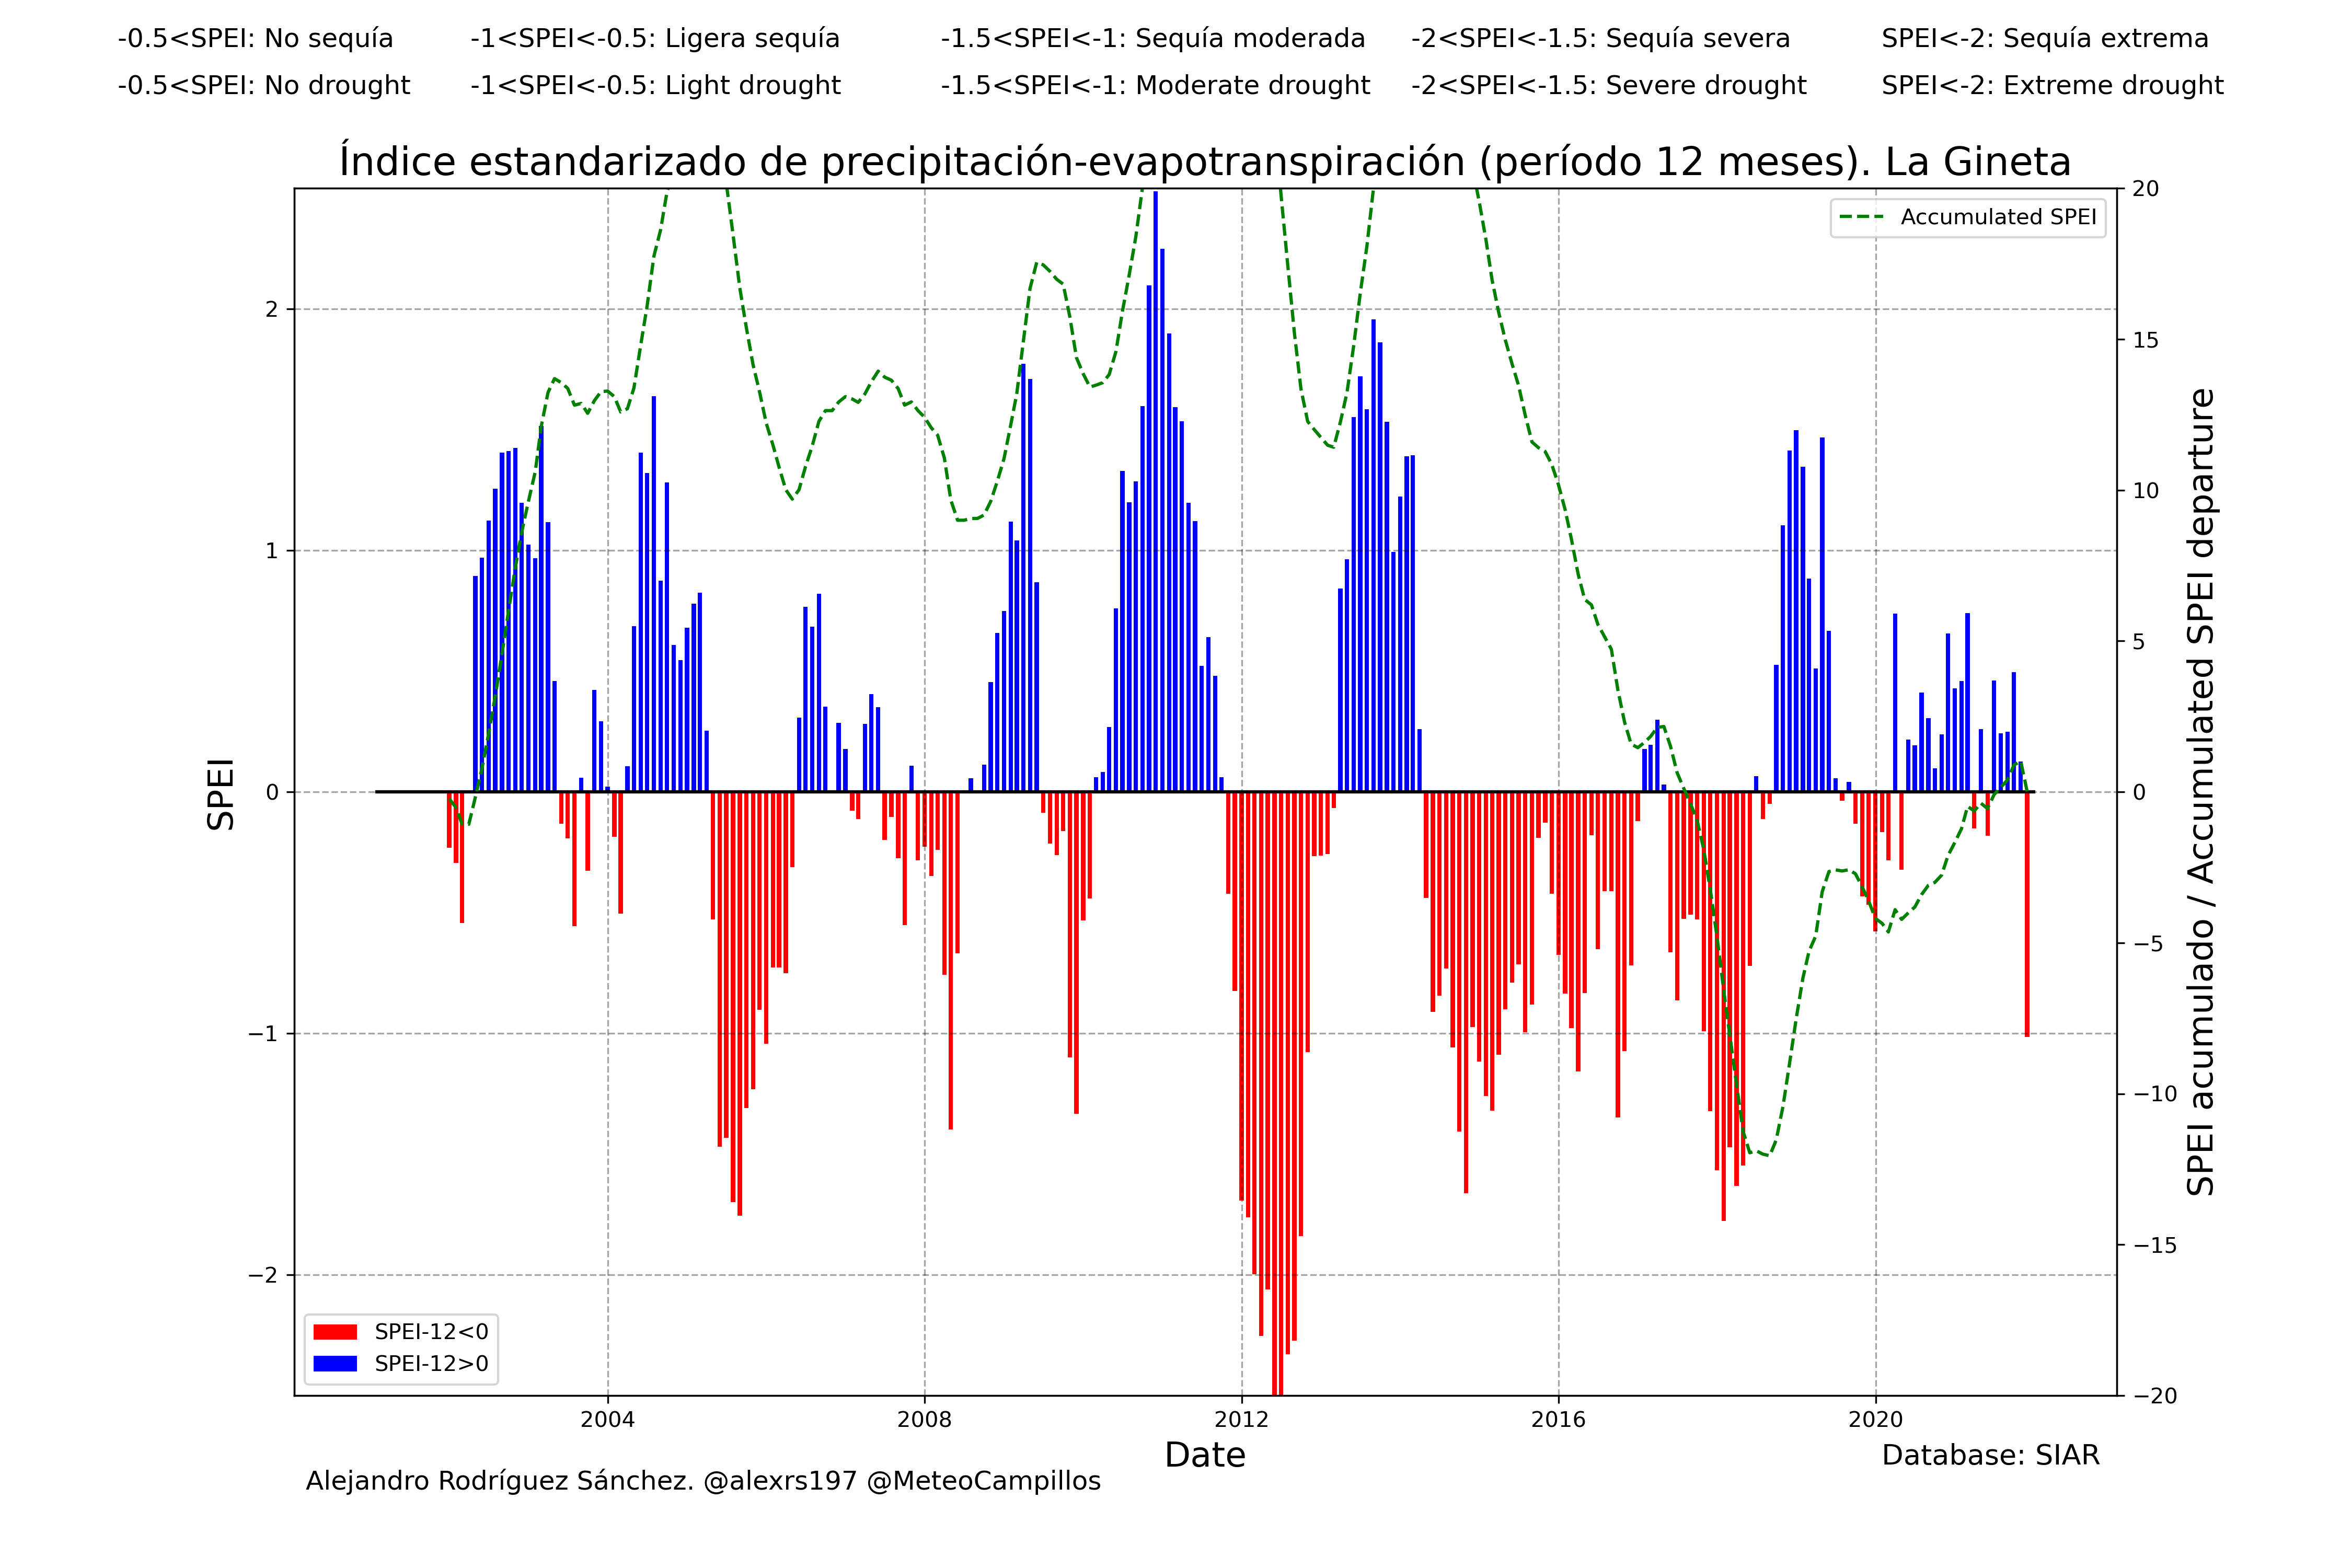 -0.5<SPEI: No sequía -1<SPEI<-0.5: Ligera sequía -1.5<SPEI<-1: Sequía moderada -2<SPEI<-1.5: Sequía severa SPEI<-2: Sequía extrema
-0.5<SPEI: No drought -1<SPEI<-0.5: Light drought -1.5<SPEI<-1: Moderate drought -2<SPEI<-1.5: Severe drought SPEI<-2: Extreme drought
Índice estandarizado de precipitación-evapotranspiración (período 12 meses). La Gineta
Accumulated SPEI
SPEI
2
1
0
−1
−2
20
15
10
5
0
−5
−10
−15
−20
SPEI acumulado / Accumulated SPEI departure
SPEI-12<0
SPEI-12>0
2004 2008 2012 2016 2020
Date
Database: SIAR
Alejandro Rodríguez Sánchez. @alexrs197 @MeteoCampillos